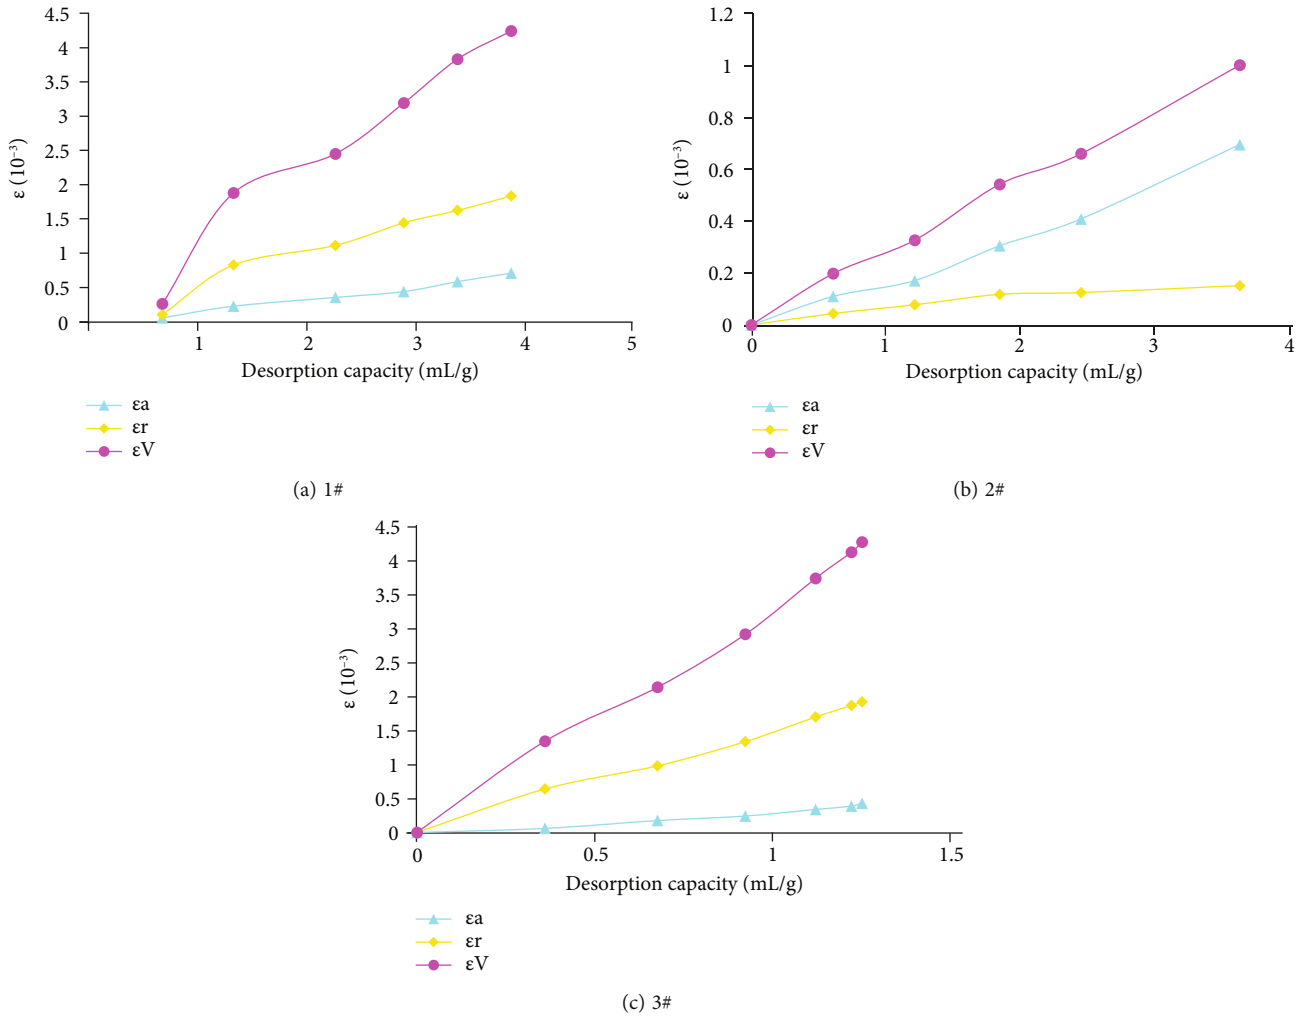 4.5
4
3.5
3
2.5
2
1.5
1
0.5
0
ε (10⁻³)
1 2 3 4 5
Desorption capacity (mL/g)
εa
εr
εV
(a) 1#
1.2
1
0.8
0.6
0.4
0.2
0
ε (10⁻³)
0 1 2 3 4
Desorption capacity (mL/g)
εa
εr
εV
(b) 2#
4.5
4
3.5
3
2.5
2
1.5
1
0.5
0
ε (10⁻³)
0 0.5 1 1.5
Desorption capacity (mL/g)
εa
εr
εV
(c) 3#